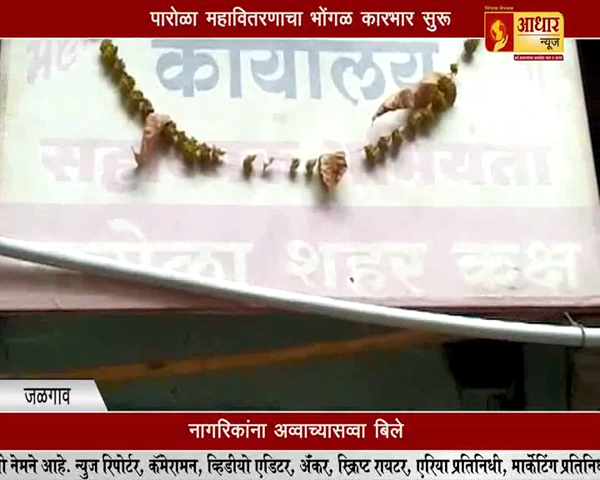 पारोळा महावितरणाचा भोंगळ कारभार सुरू
आधार
न्यूज
कार्यालय
शहर कक्ष
जळगाव
नागरिकांना अव्वाच्यासव्वा बिले
नेमने आहे. न्युज रिपोर्टर, कॅमेरामन, व्हिडीयो एडिटर, अँकर, स्क्रिप्ट रायटर, एरिया प्रतिनिधी, मार्केटिंग प्रतिनिधी